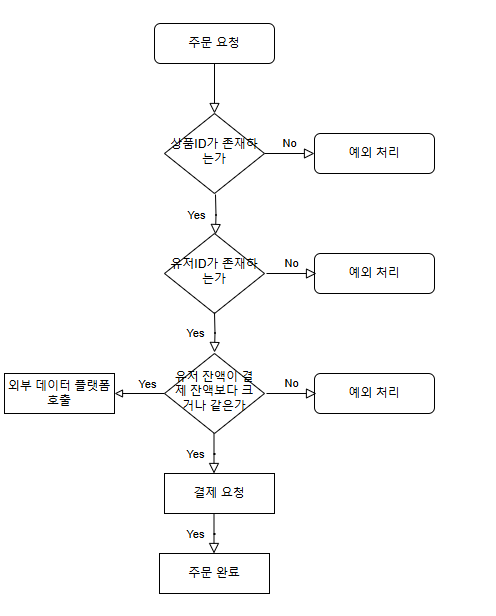 주문 요청
상품ID가 존재하
는가
No
예외 처리
Yes
유저ID가 존재하
는가
No
예외 처리
Yes
유저 잔액이 결
제 잔액보다 크
거나 같은가
Yes
외부 데이터 플랫폼
호출
No
예외 처리
Yes
결제 요청
Yes
주문 완료